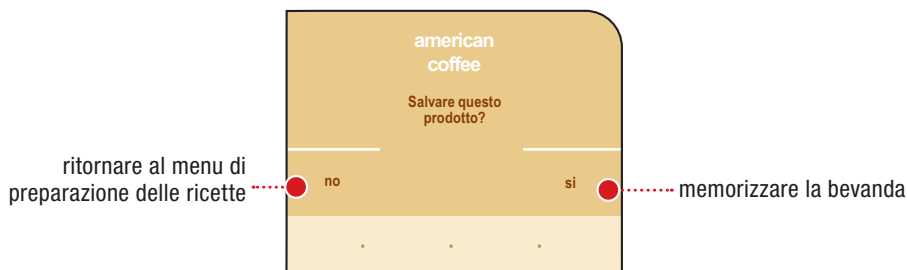 american
coffee
Salvare questo
prodotto?
ritornare al menu di
preparazione delle ricette
no
si
memorizzare la bevanda